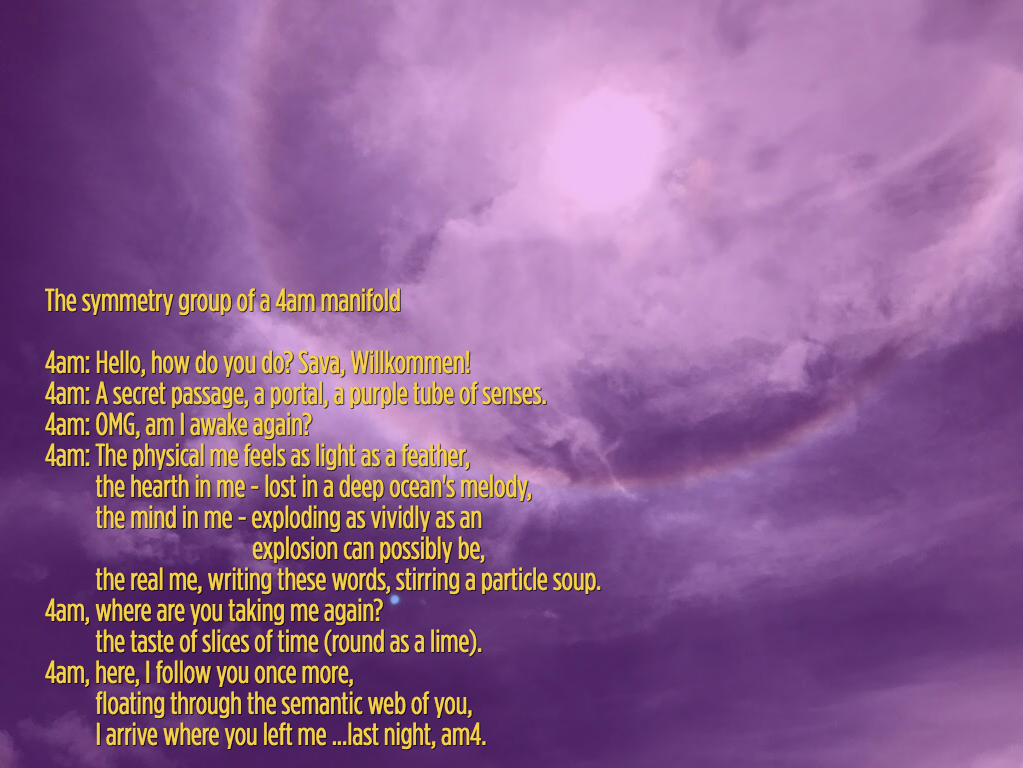 The symmetry group of a 4am manifold
4am: Hello, how do you do? Sava, Willkommen!
4am: A secret passage, a portal, a purple tube of senses.
4am: OMG, am I awake again?
4am: The physical me feels as light as a feather,
the hearth in me - lost in a deep ocean's melody,
the mind in me - exploding as vividly as an
explosion can possibly be,
the real me, writing these words, stirring a particle soup.
4am, where are you taking me again?
the taste of slices of time (round as a lime).
4am, here, I follow you once more,
floating through the semantic web of you,
I arrive where you left me ...last night, am4.